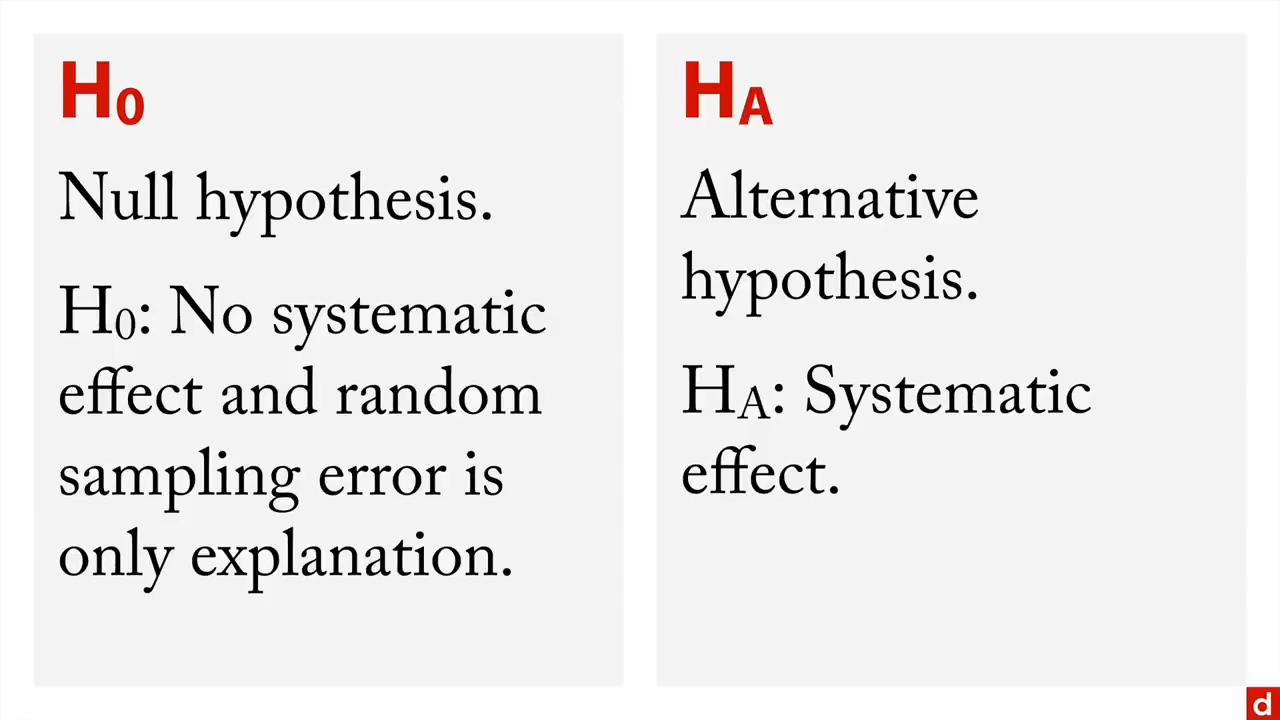 H0
Null hypothesis.
H0: No systematic
effect and random
sampling error is
only explanation.
HA
Alternative
hypothesis.
HA: Systematic
effect.
d